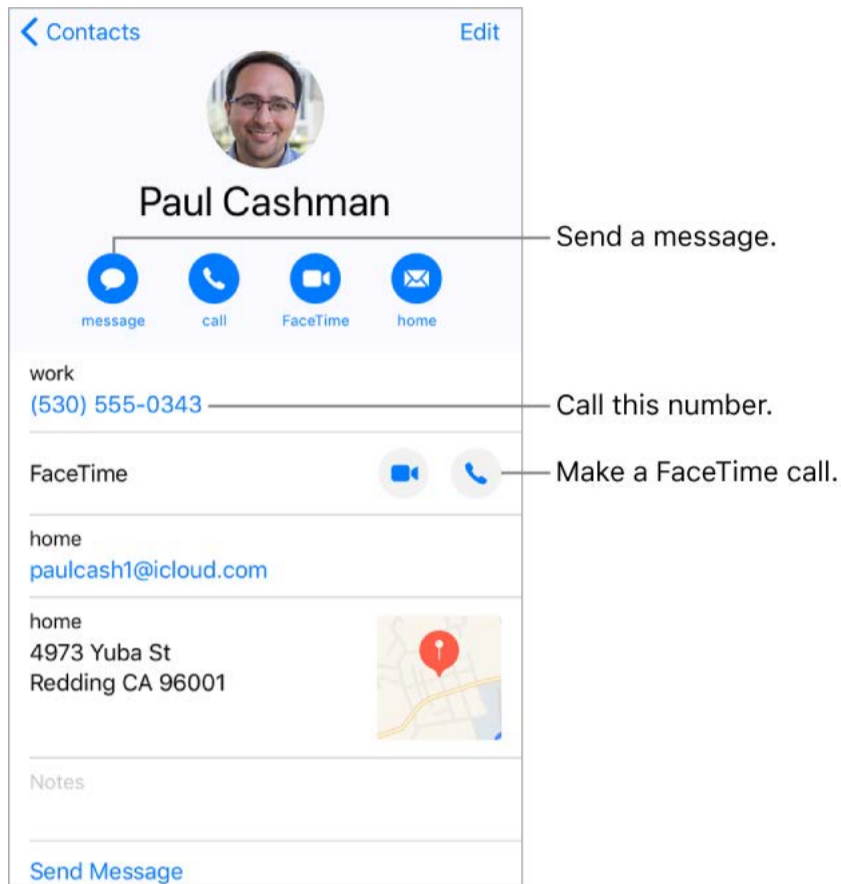 Contacts
Edit
Paul Cashman
Send a message.
message
call
FaceTime
home
work
(530) 555-0343
Call this number.
FaceTime
Make a FaceTime call.
home
paulcash1@icloud.com
home
4973 Yuba St
Redding CA 96001
Notes
Send Message